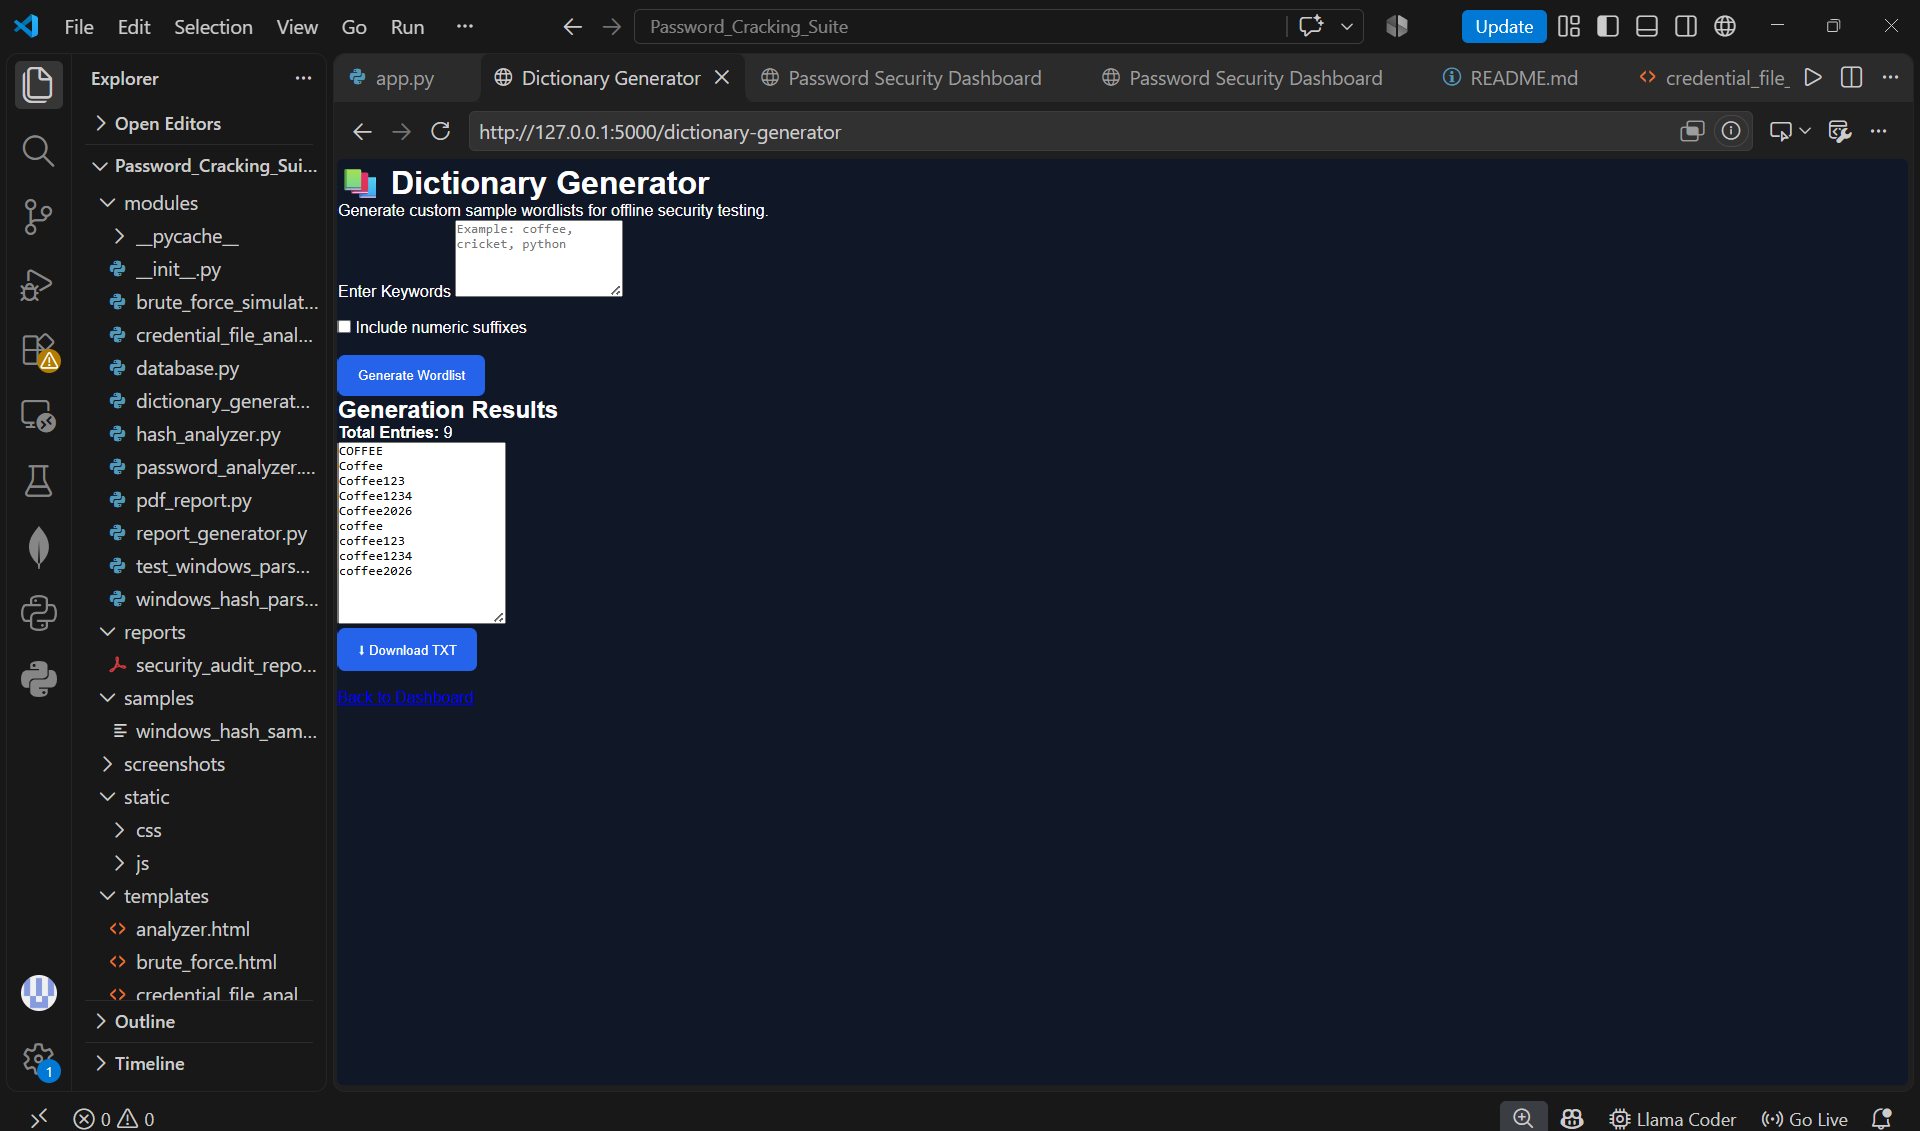 File Edit Selection View Go Run ···
Password_Cracking_Suite
Update
Explorer
Open Editors
Password_Cracking_Sui...
modules
__pycache__
__init__.py
brute_force_simulat...
credential_file_anal...
database.py
dictionary_generat...
hash_analyzer.py
password_analyzer....
pdf_report.py
report_generator.py
test_windows_pars...
windows_hash_pars...
reports
security_audit_repo...
samples
windows_hash_sam...
screenshots
static
css
js
templates
analyzer.html
brute_force.html
credential_file_anal
Outline
Timeline
1
app.py
Dictionary Generator
Password Security Dashboard
Password Security Dashboard
README.md
credential_file_
http://127.0.0.1:5000/dictionary-generator
Dictionary Generator
Generate custom sample wordlists for offline security testing.
Example: coffee,
cricket, python
Enter Keywords
Include numeric suffixes
Generate Wordlist
Generation Results
Total Entries: 9
COFFEE
Coffee
Coffee123
Coffee1234
Coffee2026
coffee
coffee123
coffee1234
coffee2026
⬇ Download TXT
Back to Dashboard
0 0
Llama Coder
Go Live